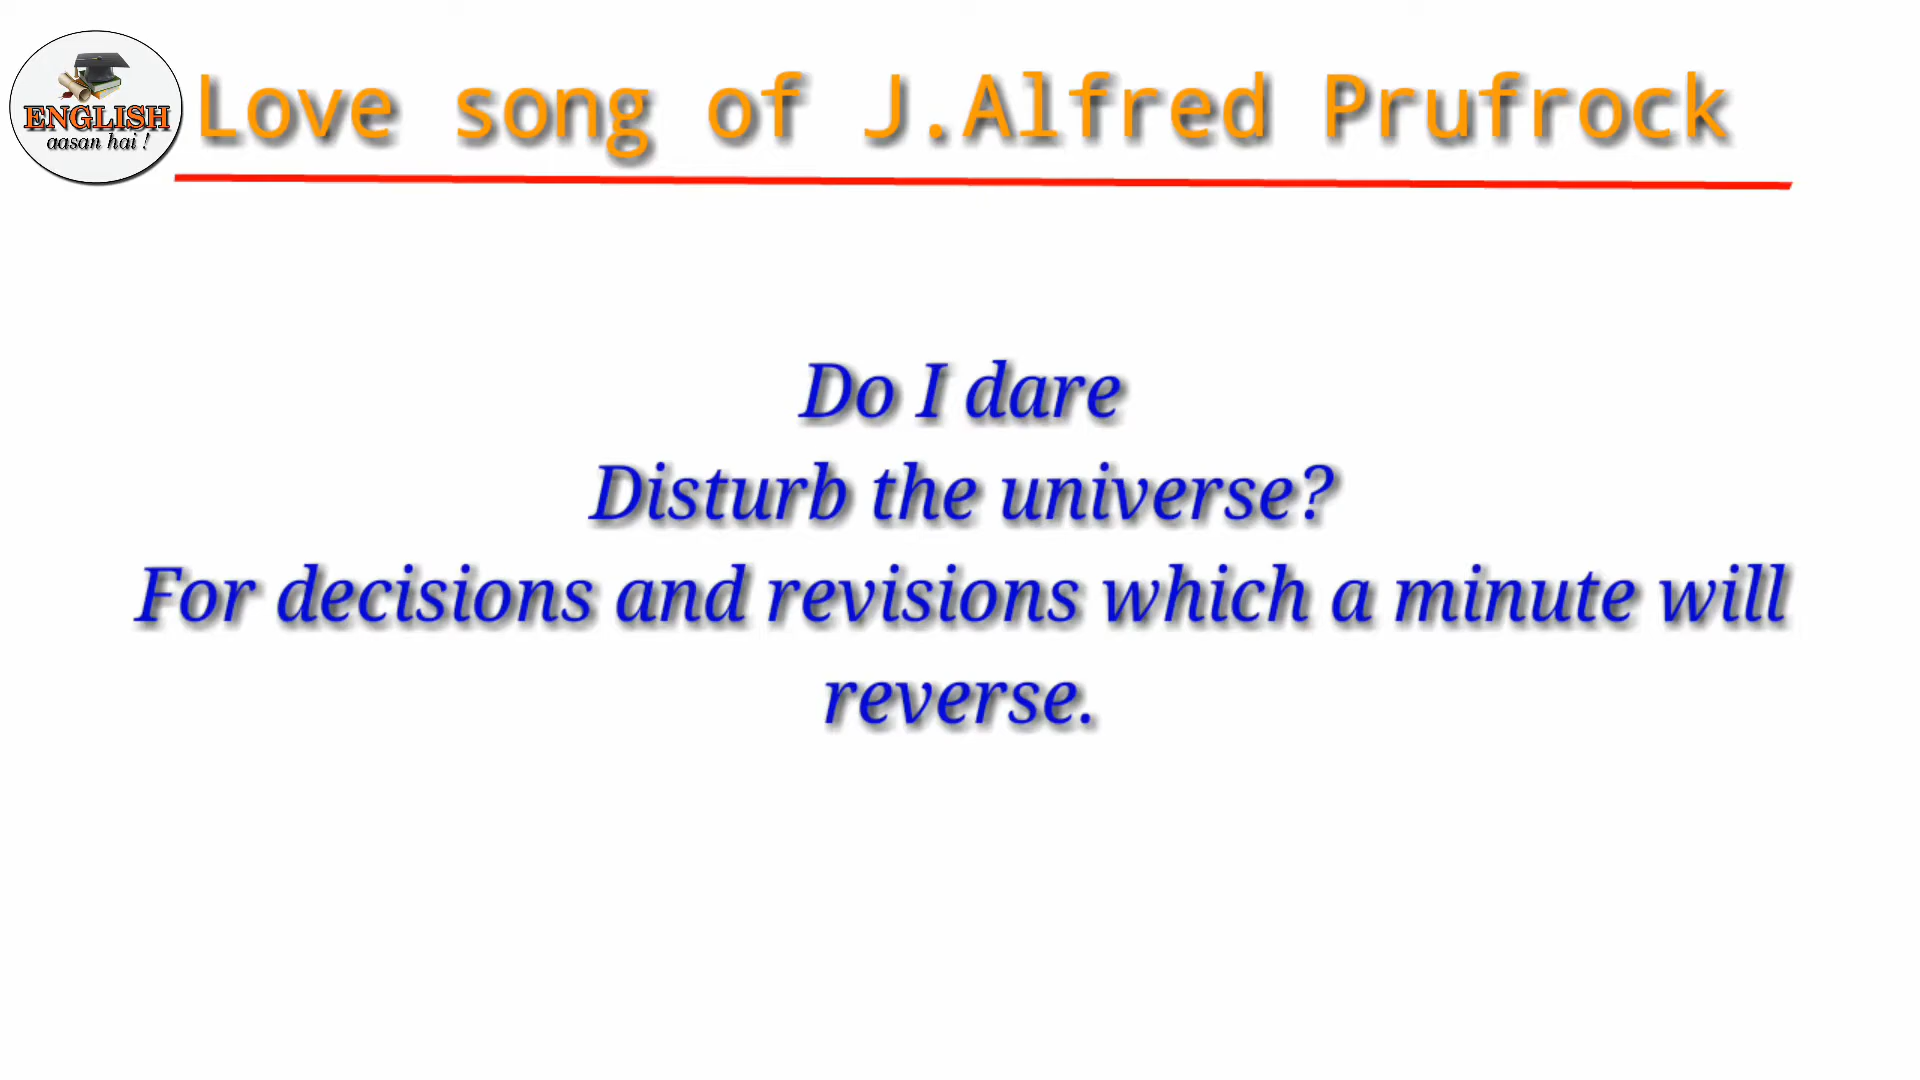 ENGLISH
aasan hai !
Love song of J.Alfred Prufrock
Do I dare
Disturb the universe?
For decisions and revisions which a minute will
reverse.